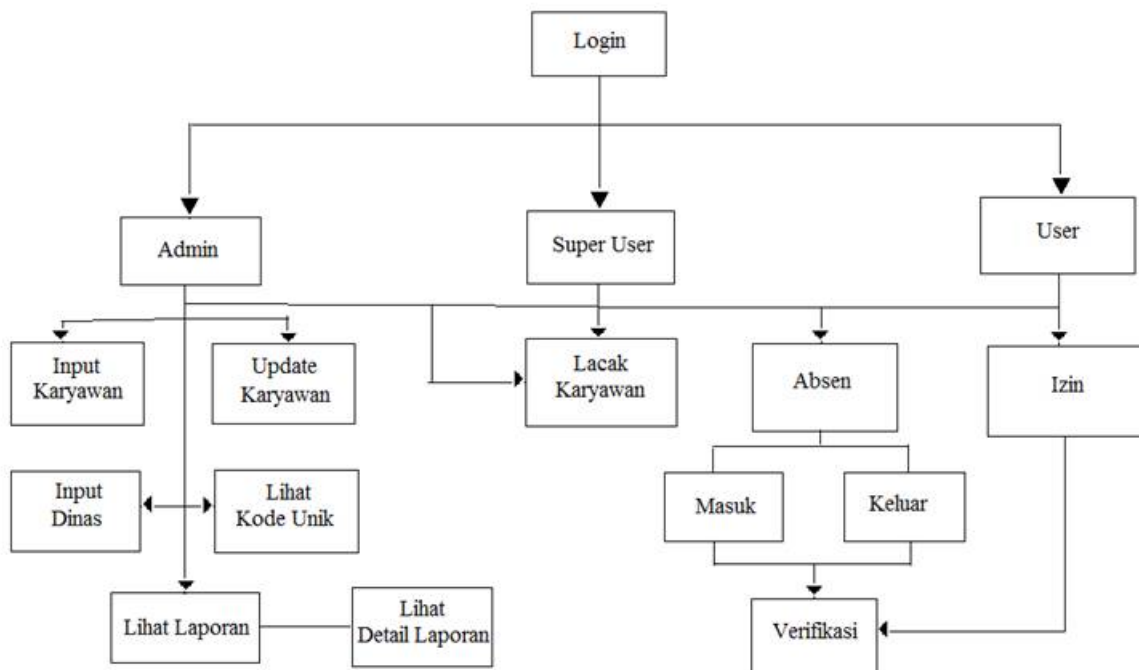 Login
Admin
Super User
User
Input
Karyawan
Update
Karyawan
Lacak
Karyawan
Absen
Izin
Input
Dinas
Lihat
Kode Unik
Masuk
Keluar
Lihat Laporan
Lihat
Detail Laporan
Verifikasi